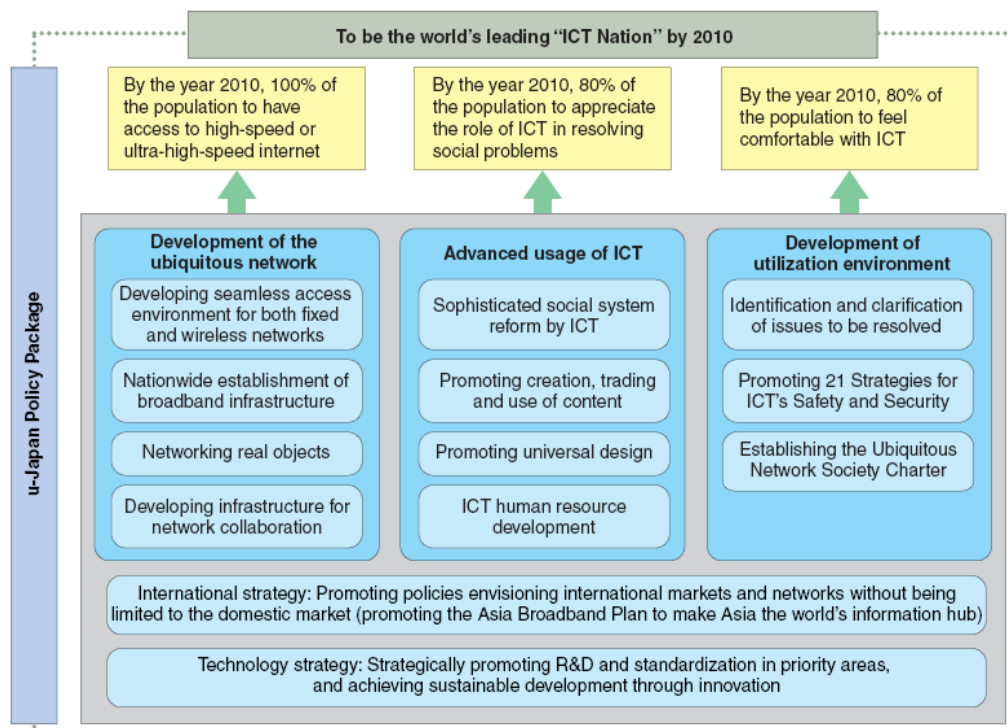 To be the world's leading “ICT Nation” by 2010
u-Japan Policy Package
By the year 2010, 100% of
the population to have
access to high-speed or
ultra-high-speed internet
By the year 2010, 80% of
the population to appreciate
the role of ICT in resolving
social problems
By the year 2010, 80% of
the population to feel
comfortable with ICT
Development of the
ubiquitous network
Developing seamless access
environment for both fixed
and wireless networks
Nationwide establishment of
broadband infrastructure
Networking real objects
Developing infrastructure for
network collaboration
Advanced usage of ICT
Sophisticated social system
reform by ICT
Promoting creation, trading
and use of content
Promoting universal design
ICT human resource
development
Development of
utilization environment
Identification and clarification
of issues to be resolved
Promoting 21 Strategies for
ICT's Safety and Security
Establishing the Ubiquitous
Network Society Charter
International strategy: Promoting policies envisioning international markets and networks without being
limited to the domestic market (promoting the Asia Broadband Plan to make Asia the world's information hub)
Technology strategy: Strategically promoting R&D and standardization in priority areas,
and achieving sustainable development through innovation